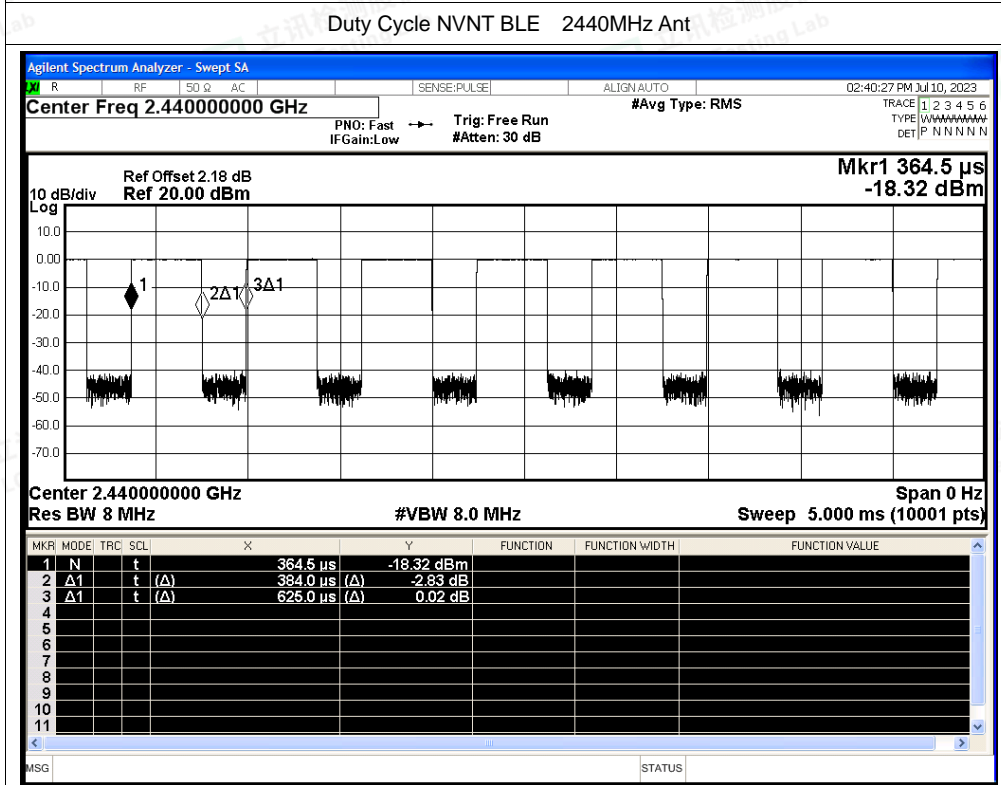 Duty Cycle NVNT BLE 2440MHz Ant
Agilent Spectrum Analyzer - Swept SA
R RF 50 Ω AC SENSE:PULSE ALIGN AUTO 02:40:27 PM Jul 10, 2023
Center Freq 2.440000000 GHz #Avg Type: RMS TRACE 1 2 3 4 5 6
PNO: Fast Trig: Free Run TYPE
IFGain:Low #Atten: 30 dB DET P N N N N N
Mkr1 364.5 µs
Ref Offset 2.18 dB
10 dB/div Ref 20.00 dBm -18.32 dBm
Log
10.0
0.00
-10.0
1 2Δ1 3Δ1
-20.0
-30.0
-40.0
-50.0
-60.0
-70.0
Center 2.440000000 GHz Span 0 Hz
Res BW 8 MHz #VBW 8.0 MHz Sweep 5.000 ms (10001 pts)
MKR MODE TRC SCL X Y FUNCTION FUNCTION WIDTH FUNCTION VALUE
1 N t 364.5 µs -18.32 dBm
2 Δ1 t (Δ) 384.0 µs (Δ) -2.83 dB
3 Δ1 t (Δ) 625.0 µs (Δ) 0.02 dB
4
5
6
7
8
9
10
11
MSG STATUS